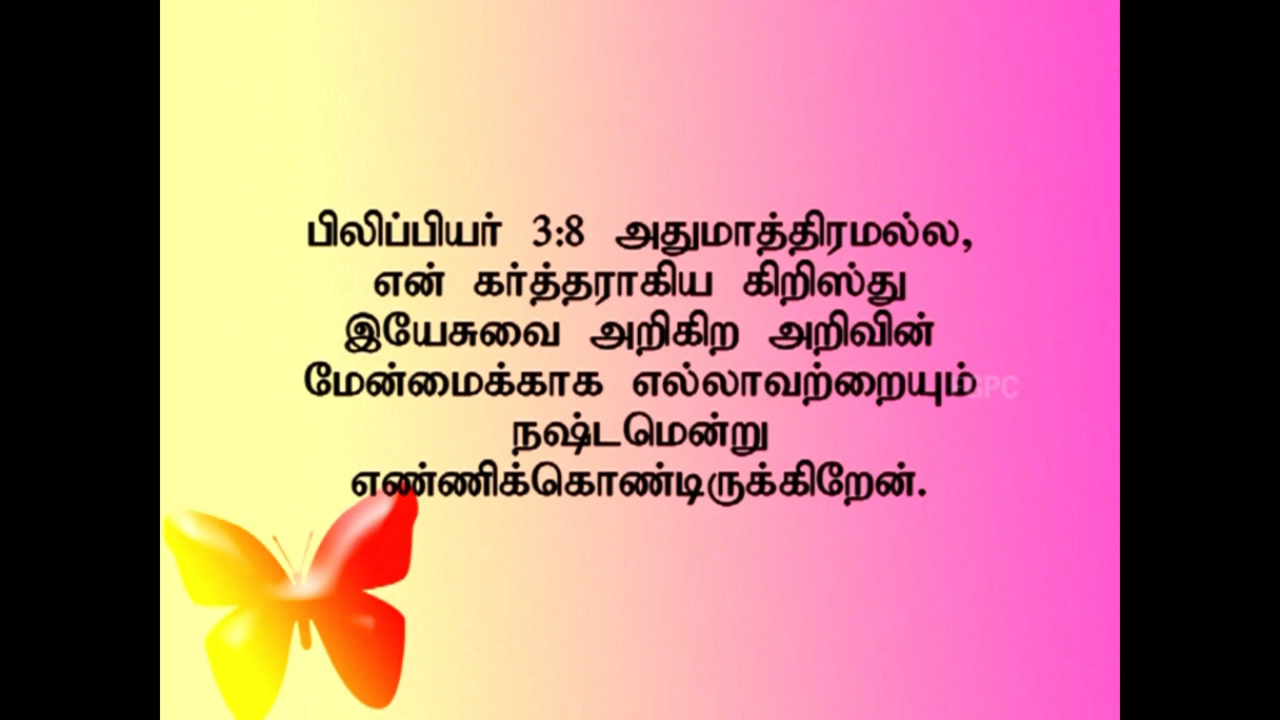 பிலிப்பியர் 3:8 அதுமாத்திரமல்ல,
என் கர்த்தராகிய கிறிஸ்து
இயேசுவை அறிகிற அறிவின்
மேன்மைக்காக எல்லாவற்றையும்
நஷ்டமென்று
எண்ணிக்கொண்டிருக்கிறேன்.